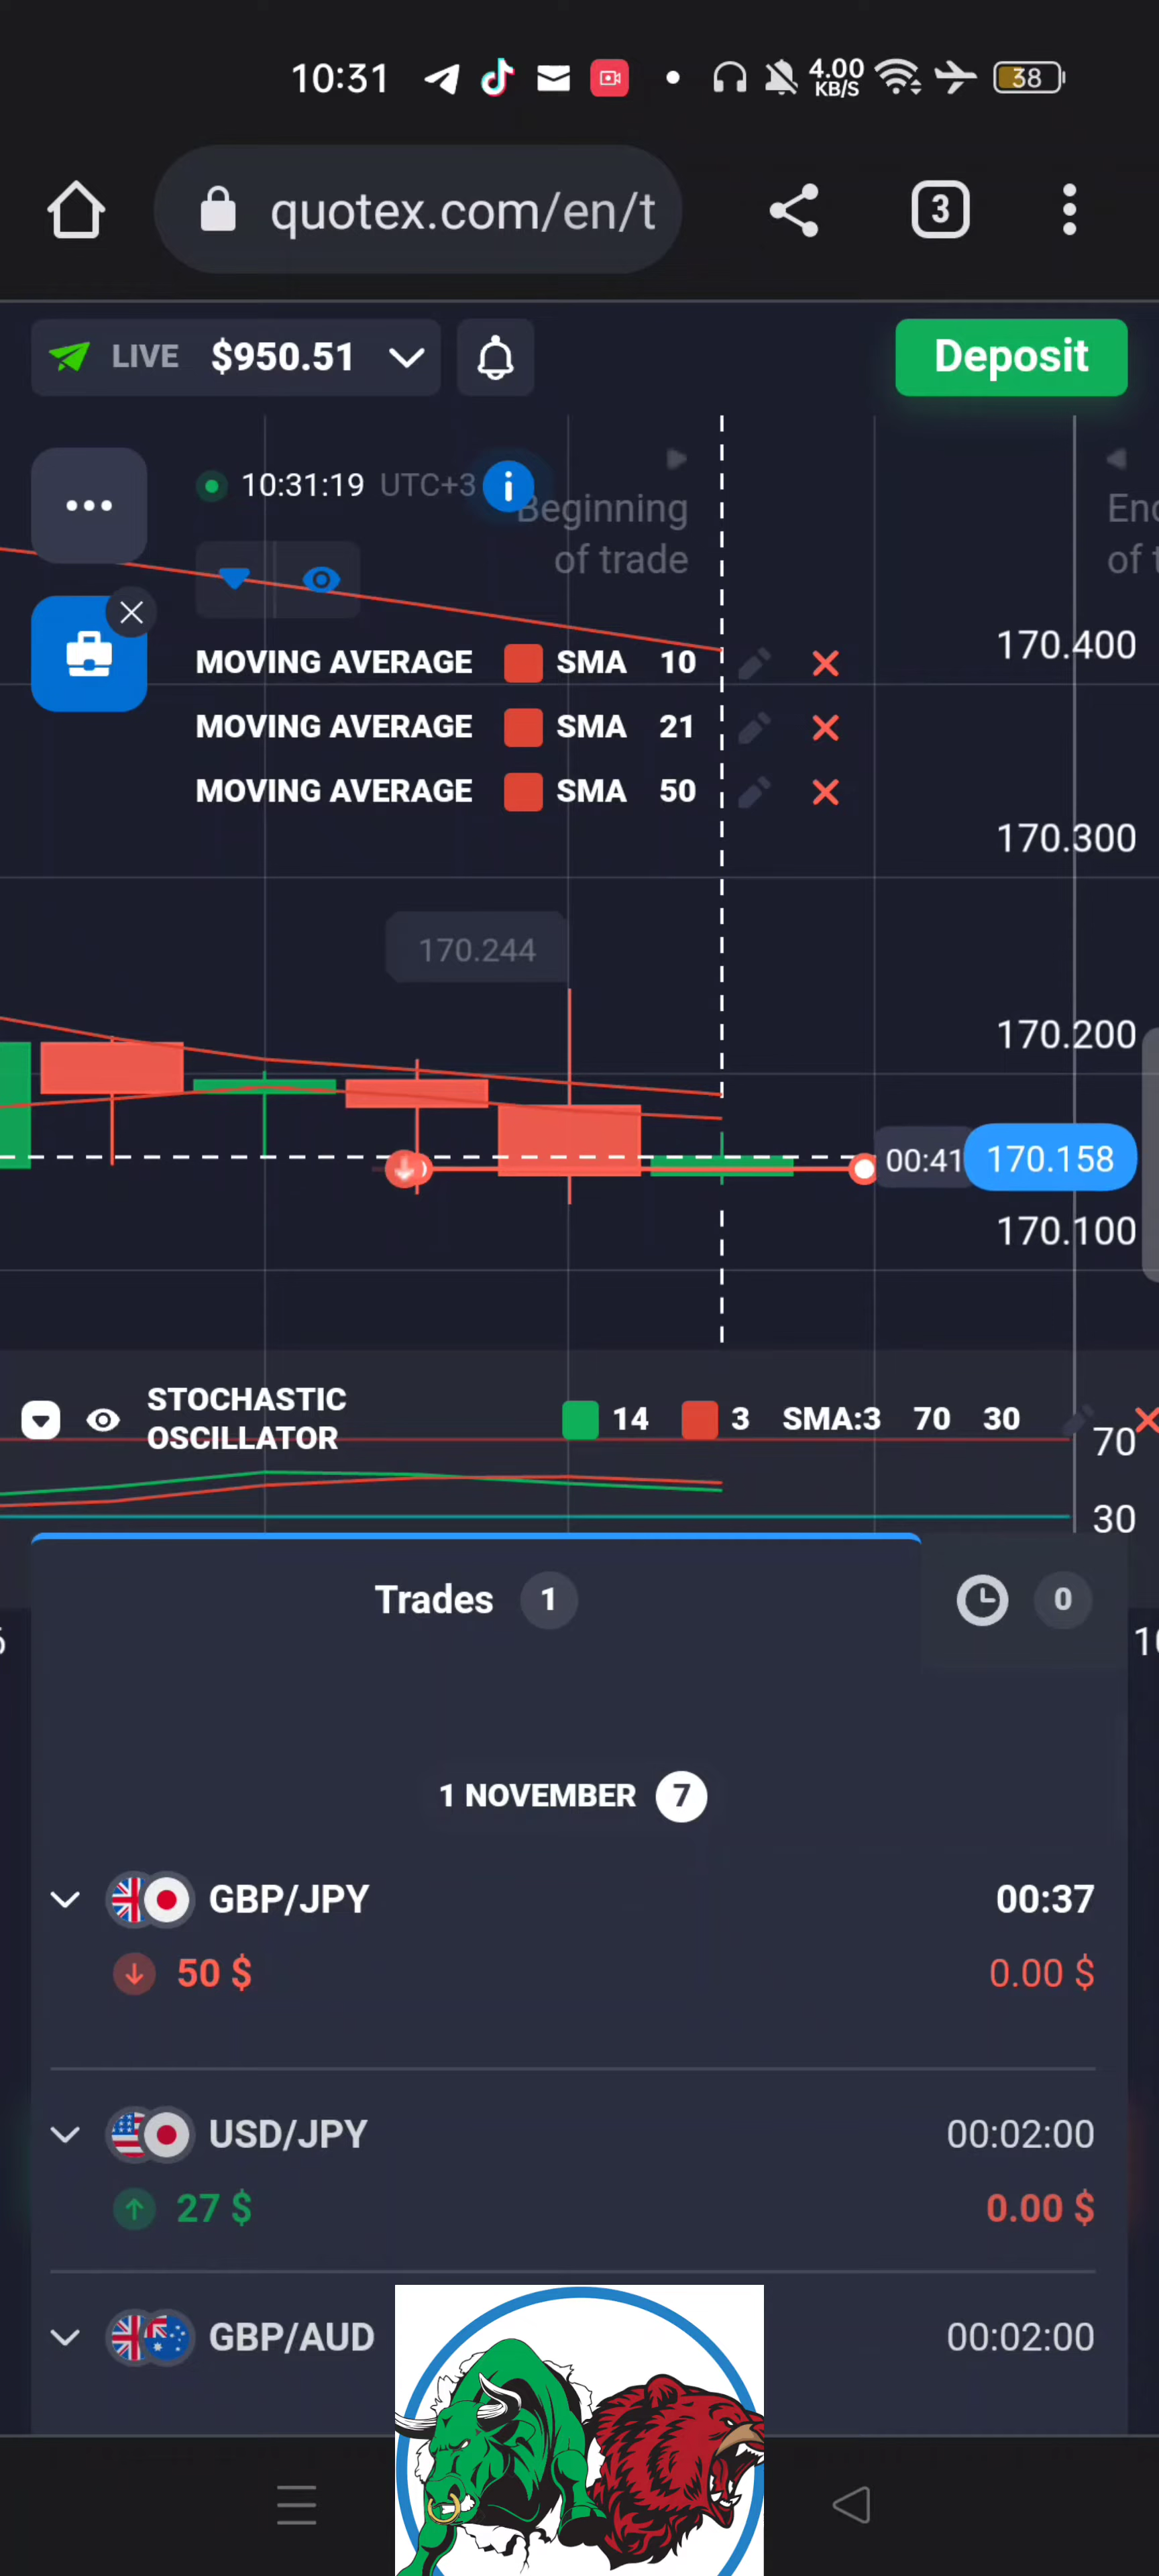 10:31 4.00 KB/S 38
quotex.com/en/t 3
LIVE $950.51 Deposit
10:31:19 UTC+3 i
Beginning
of trade
of
170.400
MOVING AVERAGE SMA 10
MOVING AVERAGE SMA 21
MOVING AVERAGE SMA 50
170.300
170.244
170.200
00:41 170.158
170.100
STOCHASTIC
OSCILLATOR
14 3 SMA:3 70 30
70
30
Trades 1 0
1 NOVEMBER 7
GBP/JPY 00:37
50 $ 0.00 $
USD/JPY 00:02:00
27 $ 0.00 $
GBP/AUD 00:02:00